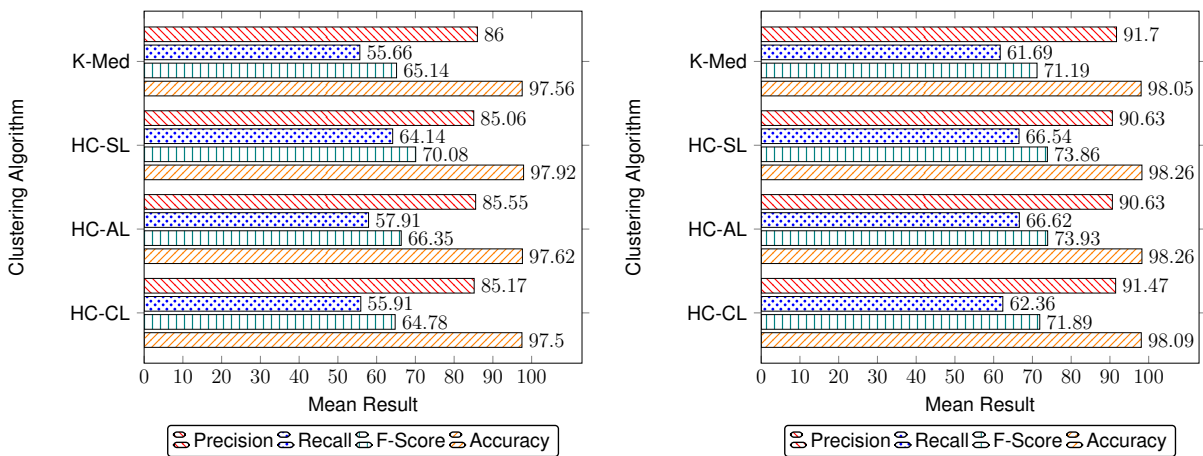 Clustering Algorithm
K-Med
86
55.66
65.14
97.56
HC-SL
85.06
64.14
70.08
97.92
HC-AL
85.55
57.91
66.35
97.62
HC-CL
85.17
55.91
64.78
97.5
0 10 20 30 40 50 60 70 80 90 100
Mean Result
Precision Recall F-Score Accuracy
Clustering Algorithm
K-Med
91.7
61.69
71.19
98.05
HC-SL
90.63
66.54
73.86
98.26
HC-AL
90.63
66.62
73.93
98.26
HC-CL
91.47
62.36
71.89
98.09
0 10 20 30 40 50 60 70 80 90 100
Mean Result
Precision Recall F-Score Accuracy